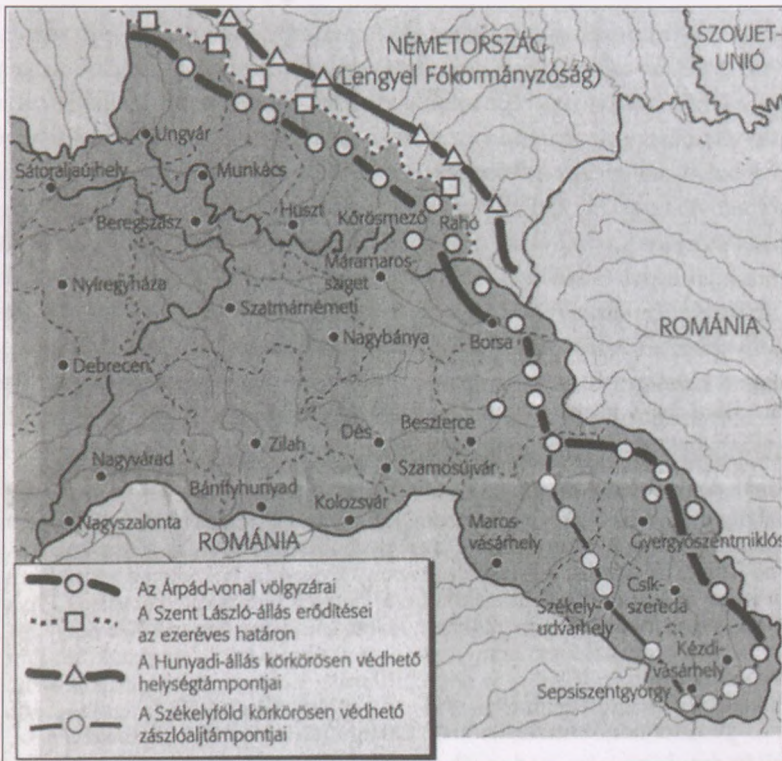 NÉMETORSZÁG
(Lengyel Főkormányzóság)
SZOVJET-
UNIÓ
Ungvár
Sátoraljaújhely
Munkács
Beregszász
Huszt
Kőrösmező
Rahó
Máramaros-
sziget
Nyíregyháza
Szatmárnémeti
Nagybánya
Borsa
ROMÁNIA
Debrecen
Beszterce
Dés
Zilah
Szamosújvár
Nagyvárad
Bánffyhunyad
Kolozsvár
Nagyszalonta
ROMÁNIA
Maros-
vásárhely
Gyergyószentmiklós
Csík-
szereda
Székely-
udvarhely
Kézdi-
vásárhely
Sepsiszentgyörgy
Az Árpád-vonal völgyzárai
A Szent László-állás erődítései
az ezeréves határon
A Hunyadi-állás körkörösen védhető
helységtámpontjai
A Székelyföld körkörösen védhető
zászlóaljtámpontjai